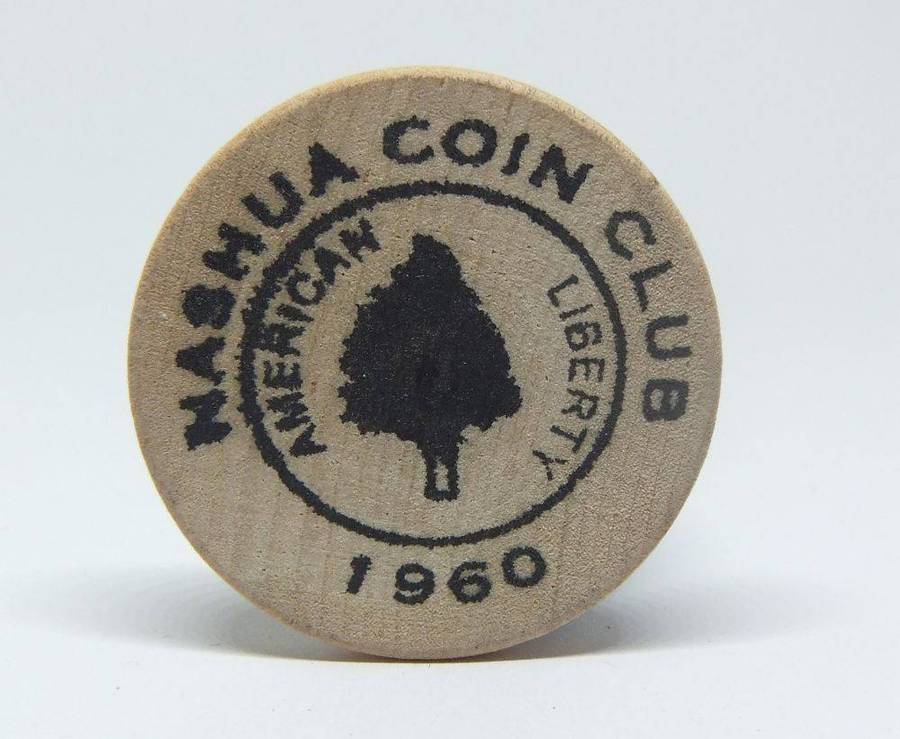 NASHUA COIN CLUB
AMERICAN
LIBERTY
1960